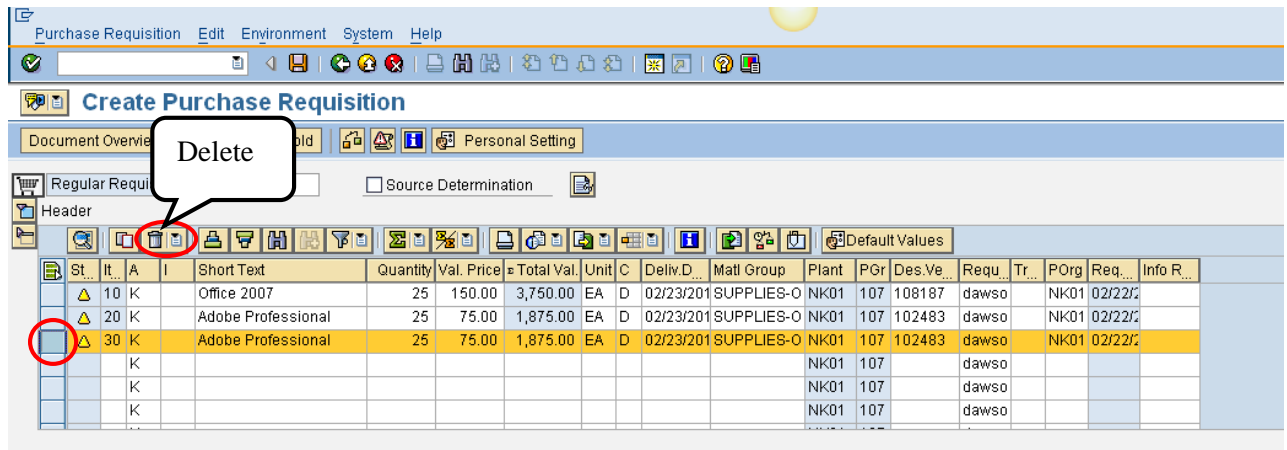 Purchase Requisition Edit Environment System Help
Create Purchase Requisition
Document Overvie old Personal Setting
Delete
Regular Requi Source Determination
Header
Default Values
St... It... A I Short Text Quantity Val. Price Total Val. Unit C Deliv.D... Matl Group Plant PGr Des.Ve... Requ... Tr... POrg Req... Info R...
10 K Office 2007 25 150.00 3,750.00 EA D 02/23/201 SUPPLIES-O NK01 107 108187 dawso NK01 02/22/2
20 K Adobe Professional 25 75.00 1,875.00 EA D 02/23/201 SUPPLIES-O NK01 107 102483 dawso NK01 02/22/2
30 K Adobe Professional 25 75.00 1,875.00 EA D 02/23/201 SUPPLIES-O NK01 107 102483 dawso NK01 02/22/2
K NK01 107 dawso
K NK01 107 dawso
K NK01 107 dawso